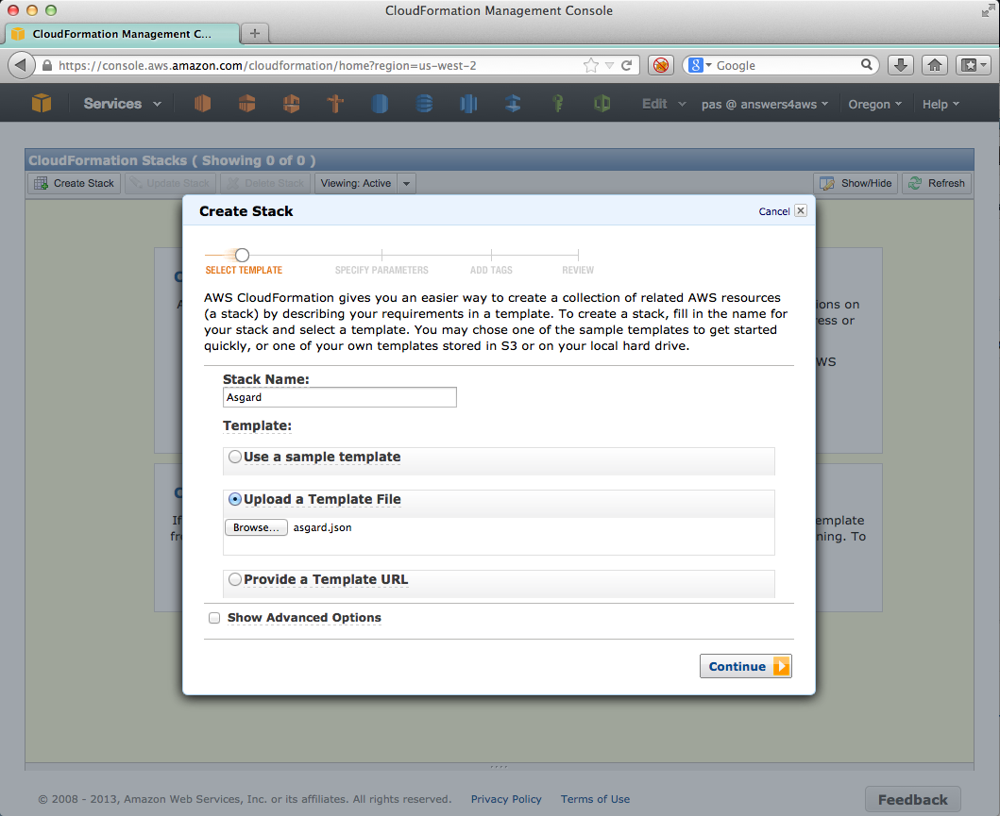 CloudFormation Management Console
CloudFormation Management C...
https://console.aws.amazon.com/cloudformation/home?region=us-west-2
Google
Services
Edit
pas @ answers4aws
Oregon
Help
CloudFormation Stacks ( Showing 0 of 0 )
Create Stack
Update Stack
Delete Stack
Viewing: Active
Show/Hide
Refresh
Create Stack
Cancel
SELECT TEMPLATE
SPECIFY PARAMETERS
ADD TAGS
REVIEW
AWS CloudFormation gives you an easier way to create a collection of related AWS resources
(a stack) by describing your requirements in a template. To create a stack, fill in the name for
your stack and select a template. You may chose one of the sample templates to get started
quickly, or one of your own templates stored in S3 or on your local hard drive.
Stack Name:
Asgard
Template:
Use a sample template
Upload a Template File
Browse... asgard.json
Provide a Template URL
Show Advanced Options
Continue
ions on
ress or
WS
If
emplate
fr
ning. To
© 2008 - 2013, Amazon Web Services, Inc. or its affiliates. All rights reserved.
Privacy Policy
Terms of Use
Feedback